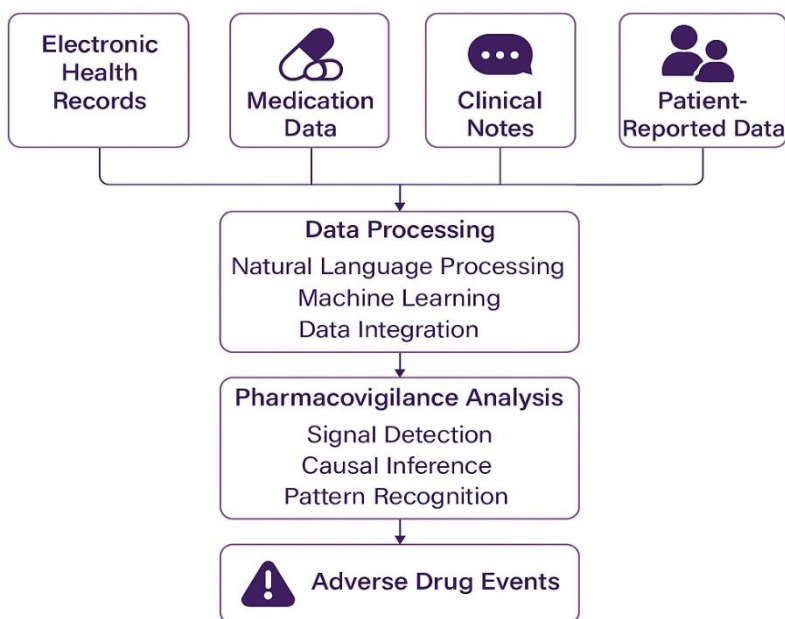 Electronic
Health
Records
Medication
Data
Clinical
Notes
Patient-
Reported Data
Data Processing
Natural Language Processing
Machine Learning
Data Integration
Pharmacovigilance Analysis
Signal Detection
Causal Inference
Pattern Recognition
Adverse Drug Events